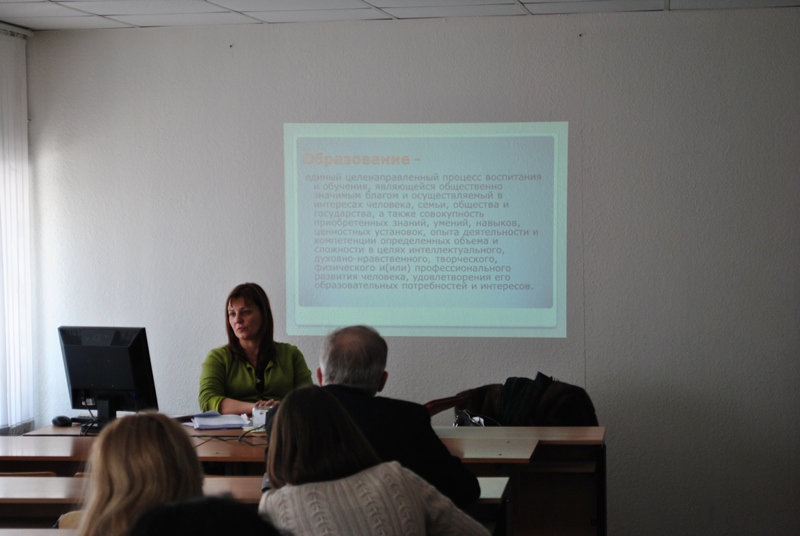 Образование -
единый целенаправленный процесс воспитания
и обучения, являющейся общественно
значимым благом и осуществляемый в
интересах человека, семьи, общества и
государства, а также совокупность
приобретенных знаний, умений, навыков,
ценностных установок, опыта деятельности и
компетенции определенных объема и
сложности в целях интеллектуального,
духовно-нравственного, творческого,
физического и(или) профессионального
развития человека, удовлетворения его
образовательных потребностей и интересов.